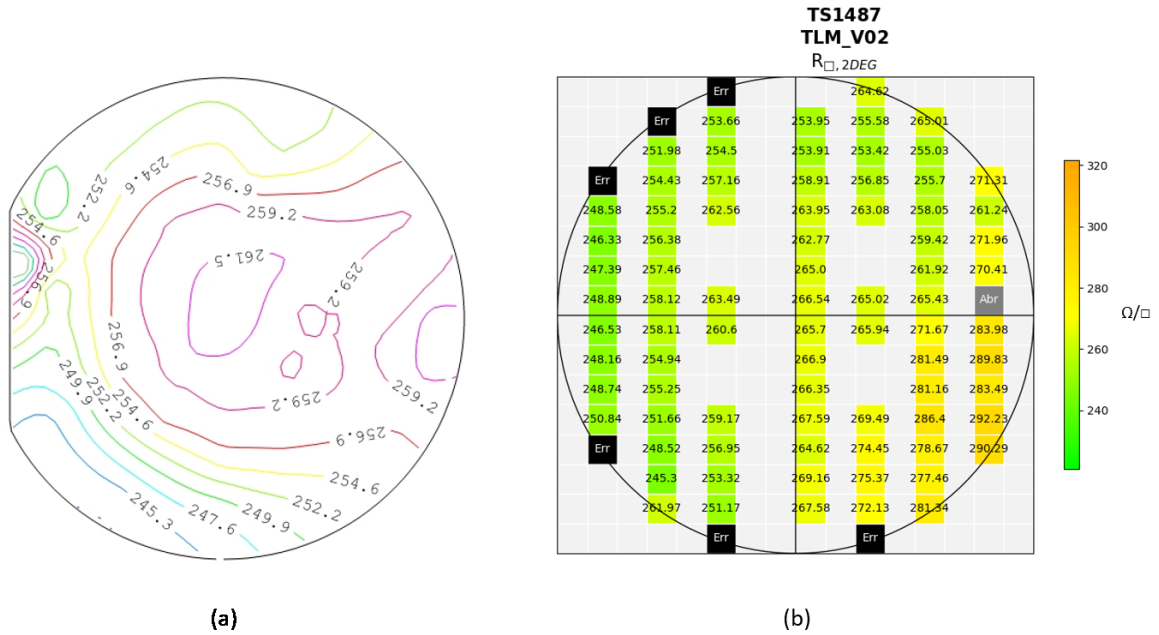 TS1487
TLM_V02
R□,2DEG
252.2
254.6
256.9
259.2
254.6
261.5
256.9
259.2
256.9
259.2
249.9
252.2
254.6
259.2
256.9
254.6
252.2
249.9
247.6
245.3
Err 264.62
Err 253.66 253.95 255.58 265.01
251.98 254.5 253.91 253.42 255.03
Err 254.43 257.16 258.91 256.85 255.7 271.31
248.58 255.2 262.56 263.95 263.08 258.05 261.24
246.33 256.38 262.77 259.42 271.96
247.39 257.46 265.0 261.92 270.41
248.89 258.12 263.49 266.54 265.02 265.43 Abr
246.53 258.11 260.6 265.7 265.94 271.67 283.98
248.16 254.94 266.9 281.49 289.83
248.74 255.25 266.35 281.16 283.49
250.84 251.66 259.17 267.59 269.49 286.4 292.23
Err 248.52 256.95 264.62 274.45 278.67 290.29
245.3 253.32 269.16 275.37 277.46
261.97 251.17 267.58 272.13 281.34
Err Err
320
300
280
260
240
Ω/□
(a)
(b)